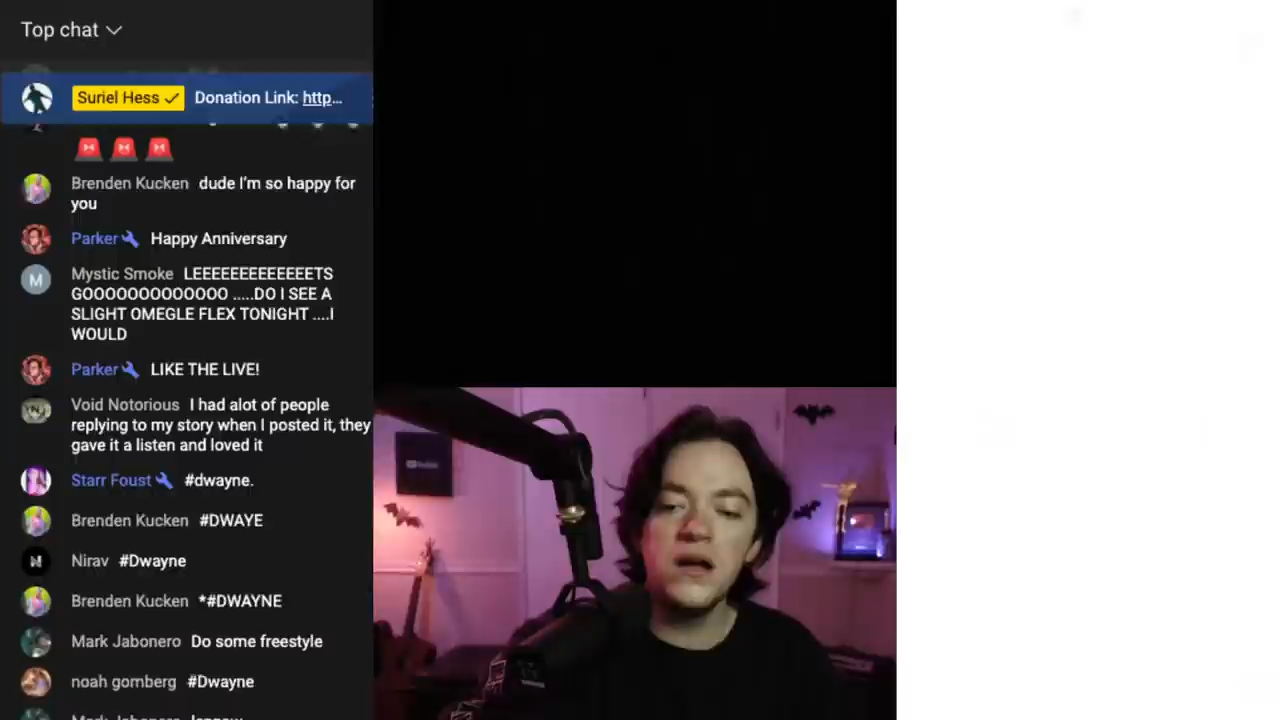 Top chat
Suriel Hess Donation Link: http...
Brenden Kucken dude I'm so happy for
you
Parker Happy Anniversary
Mystic Smoke LEEEEEEEEEEEEETS
GOOOOOOOOOOOOO .....DO I SEE A
SLIGHT OMEGLE FLEX TONIGHT ....I
WOULD
Parker LIKE THE LIVE!
Void Notorious I had alot of people
replying to my story when I posted it, they
gave it a listen and loved it
Starr Foust #dwayne.
Brenden Kucken #DWAYE
Nirav #Dwayne
Brenden Kucken *#DWAYNE
Mark Jabonero Do some freestyle
noah gomberg #Dwayne